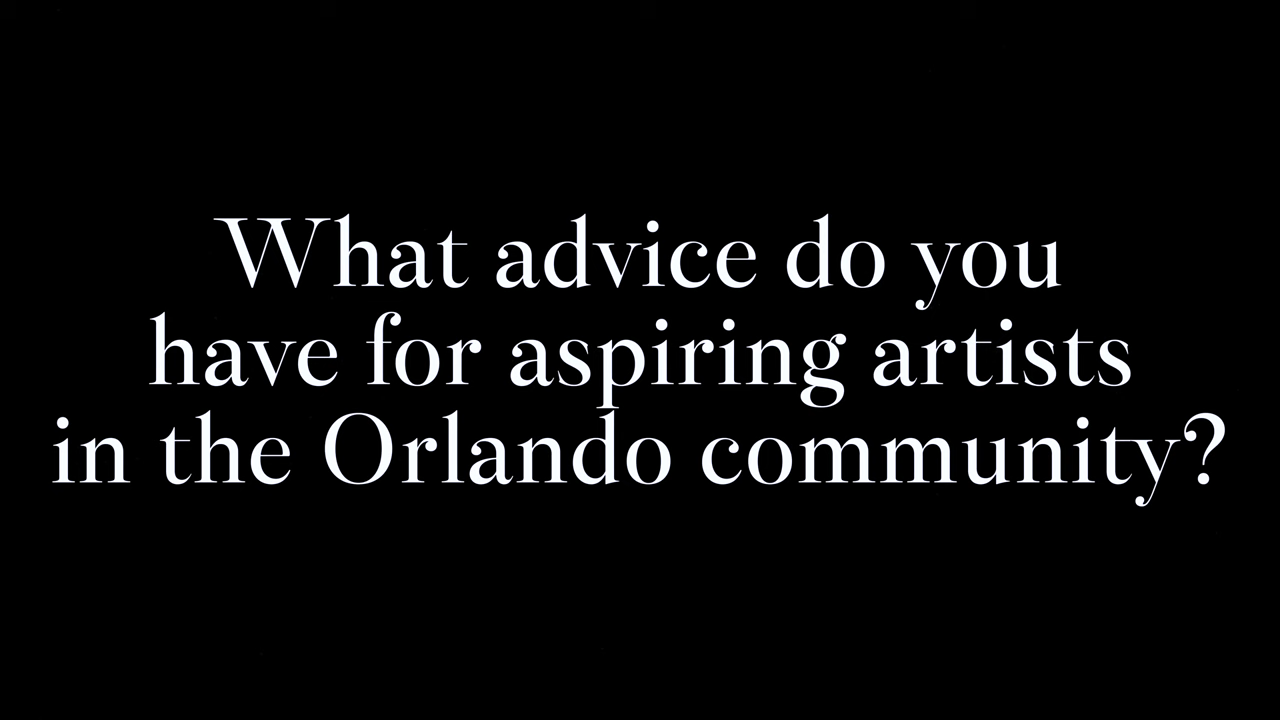 What advice do you
have for aspiring artists
in the Orlando community?